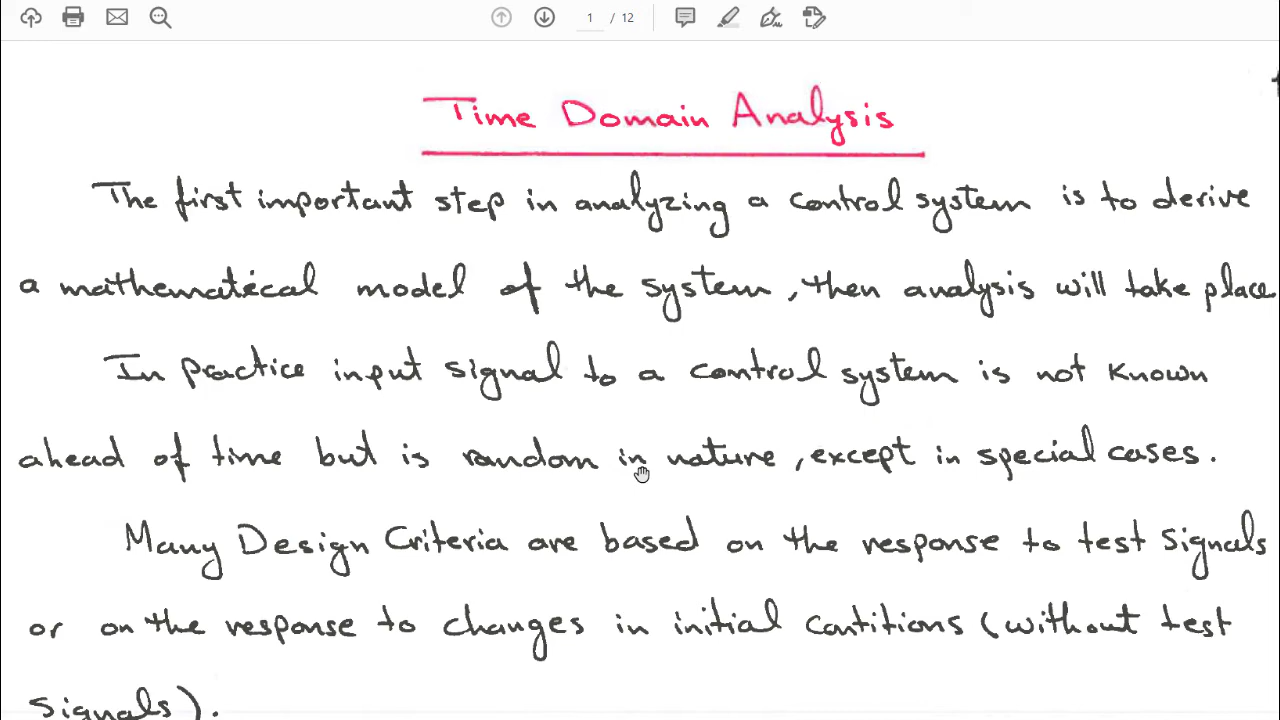 1 / 12
Time Domain Analysis
The first important step in analyzing a control system is to derive
a mathematical model of the system, then analysis will take place
In practice input signal to a control system is not known
ahead of time but is random in nature, except in special cases.
Many Design Criteria are based on the response to test signals
or on the response to changes in initial contitions (without test
signals).